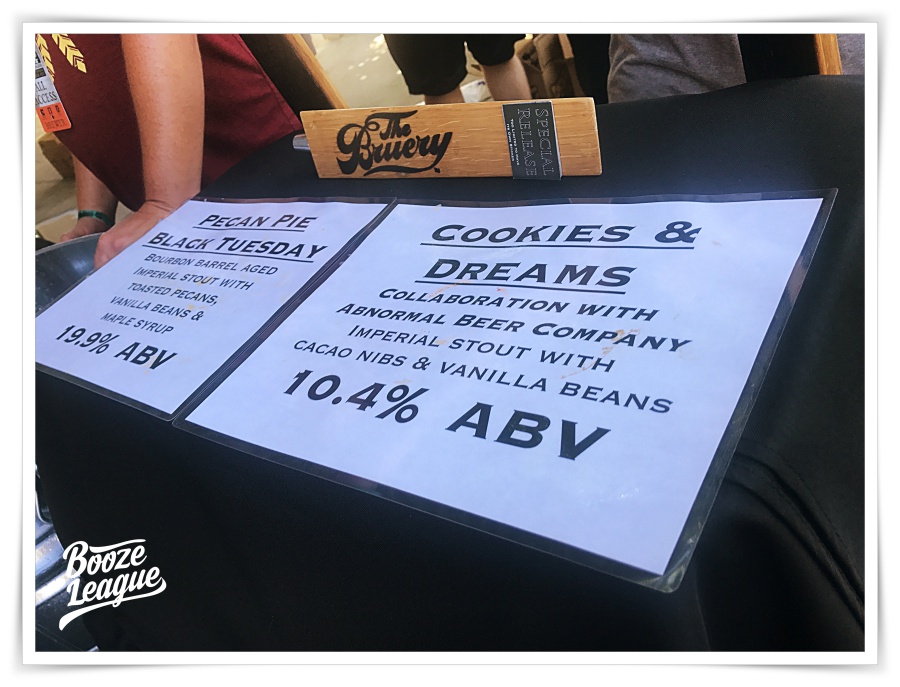 The
Bruery
SPECIAL
RELEASE
PECAN PIE
BLACK TUESDAY
BOURBON BARREL AGED
IMPERIAL STOUT WITH
TOASTED PECANS,
VANILLA BEANS &
MAPLE SYRUP
19.9% ABV
COOKIES &
DREAMS
COLLABORATION WITH
ABNORMAL BEER COMPANY
IMPERIAL STOUT WITH
CACAO NIBS & VANILLA BEANS
10.4% ABV
Booze
League